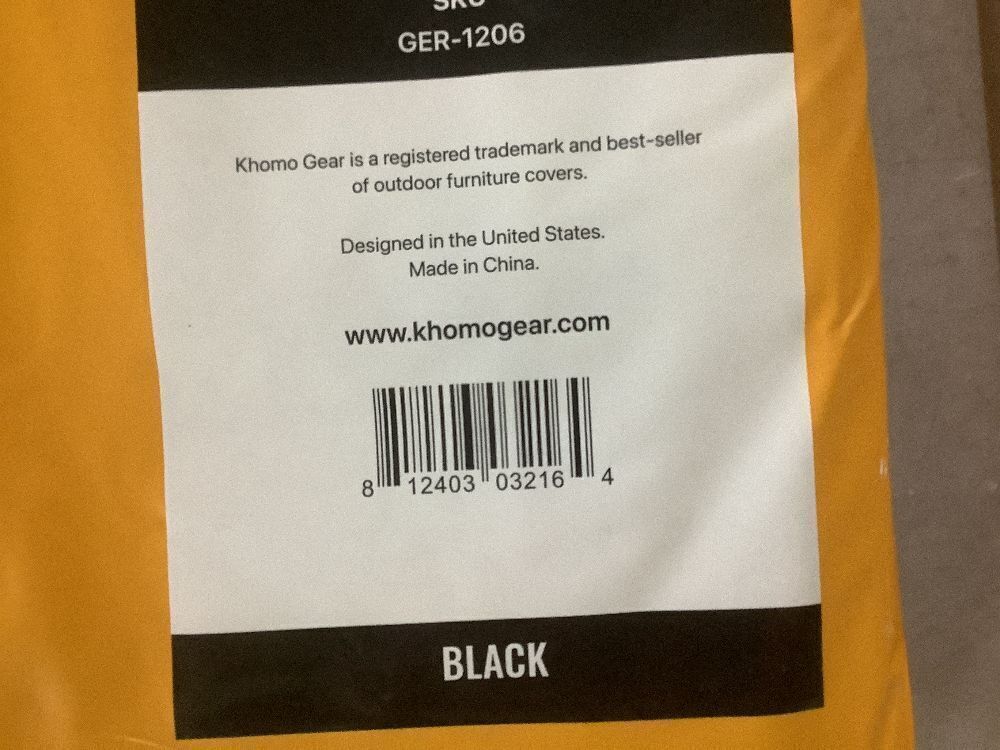 SKU
GER-1206
Khomo Gear is a registered trademark and best-seller
of outdoor furniture covers.
Designed in the United States.
Made in China.
www.khomogear.com
8 12403 03216 4
BLACK